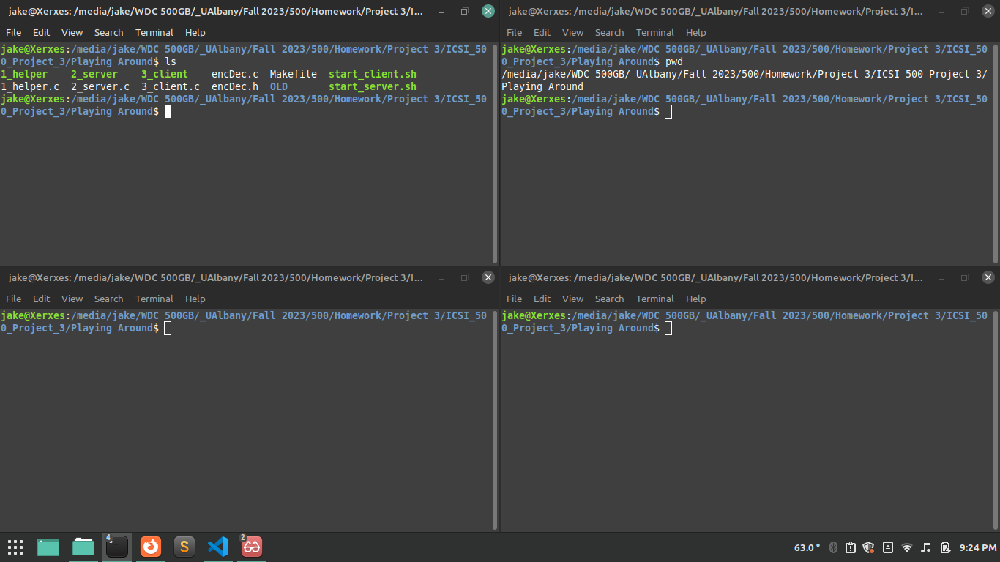 jake@Xerxes: /media/jake/WDC 500GB/_UAlbany/Fall 2023/500/Homework/Project 3/I...
File Edit View Search Terminal Help
jake@Xerxes:/media/jake/WDC 500GB/_UAlbany/Fall 2023/500/Homework/Project 3/ICSI_50
0_Project_3/Playing Around$ ls
1_helper 2_server 3_client encDec.c Makefile start_client.sh
1_helper.c 2_server.c 3_client.c encDec.h OLD start_server.sh
jake@Xerxes:/media/jake/WDC 500GB/_UAlbany/Fall 2023/500/Homework/Project 3/ICSI_50
0_Project_3/Playing Around$
jake@Xerxes: /media/jake/WDC 500GB/_UAlbany/Fall 2023/500/Homework/Project 3/I...
File Edit View Search Terminal Help
jake@Xerxes:/media/jake/WDC 500GB/_UAlbany/Fall 2023/500/Homework/Project 3/ICSI_50
0_Project_3/Playing Around$ pwd
/media/jake/WDC 500GB/_UAlbany/Fall 2023/500/Homework/Project 3/ICSI_500_Project_3/
Playing Around
jake@Xerxes:/media/jake/WDC 500GB/_UAlbany/Fall 2023/500/Homework/Project 3/ICSI_50
0_Project_3/Playing Around$
jake@Xerxes: /media/jake/WDC 500GB/_UAlbany/Fall 2023/500/Homework/Project 3/I...
File Edit View Search Terminal Help
jake@Xerxes:/media/jake/WDC 500GB/_UAlbany/Fall 2023/500/Homework/Project 3/ICSI_50
0_Project_3/Playing Around$
jake@Xerxes: /media/jake/WDC 500GB/_UAlbany/Fall 2023/500/Homework/Project 3/I...
File Edit View Search Terminal Help
jake@Xerxes:/media/jake/WDC 500GB/_UAlbany/Fall 2023/500/Homework/Project 3/ICSI_50
0_Project_3/Playing Around$
4 S 2 63.0 ° 9:24 PM